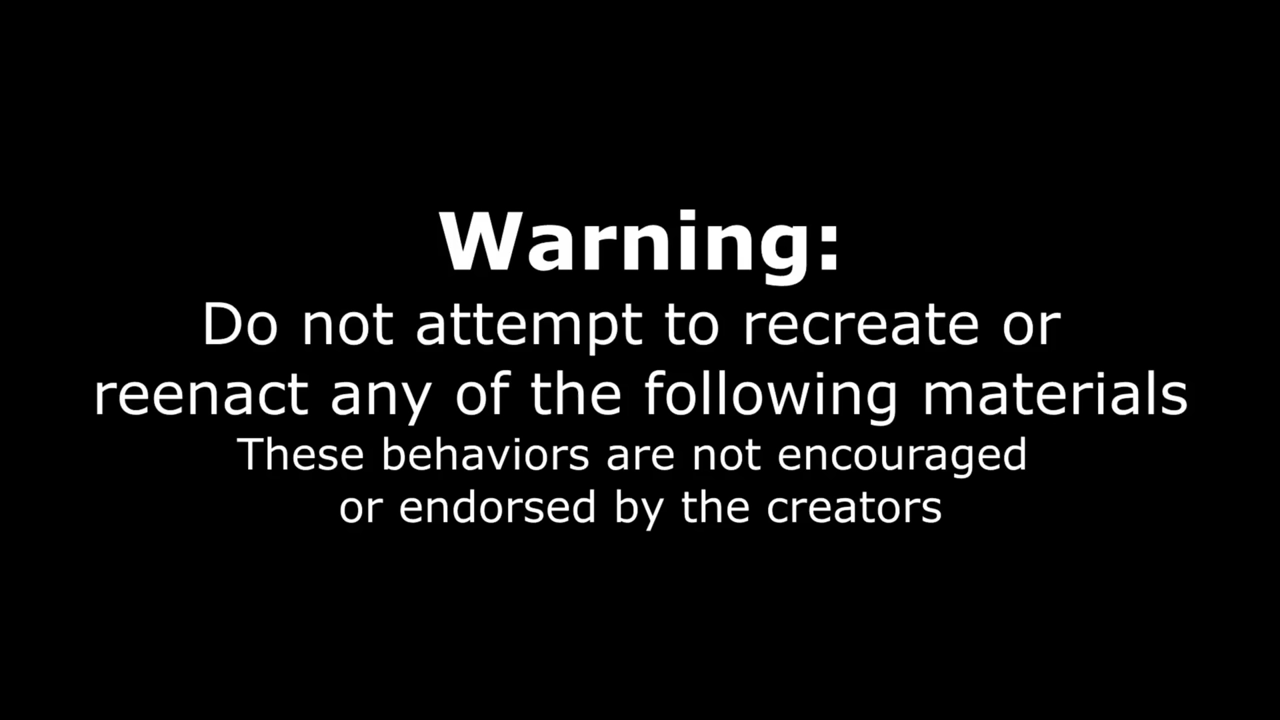 Warning:
Do not attempt to recreate or
reenact any of the following materials
These behaviors are not encouraged
or endorsed by the creators